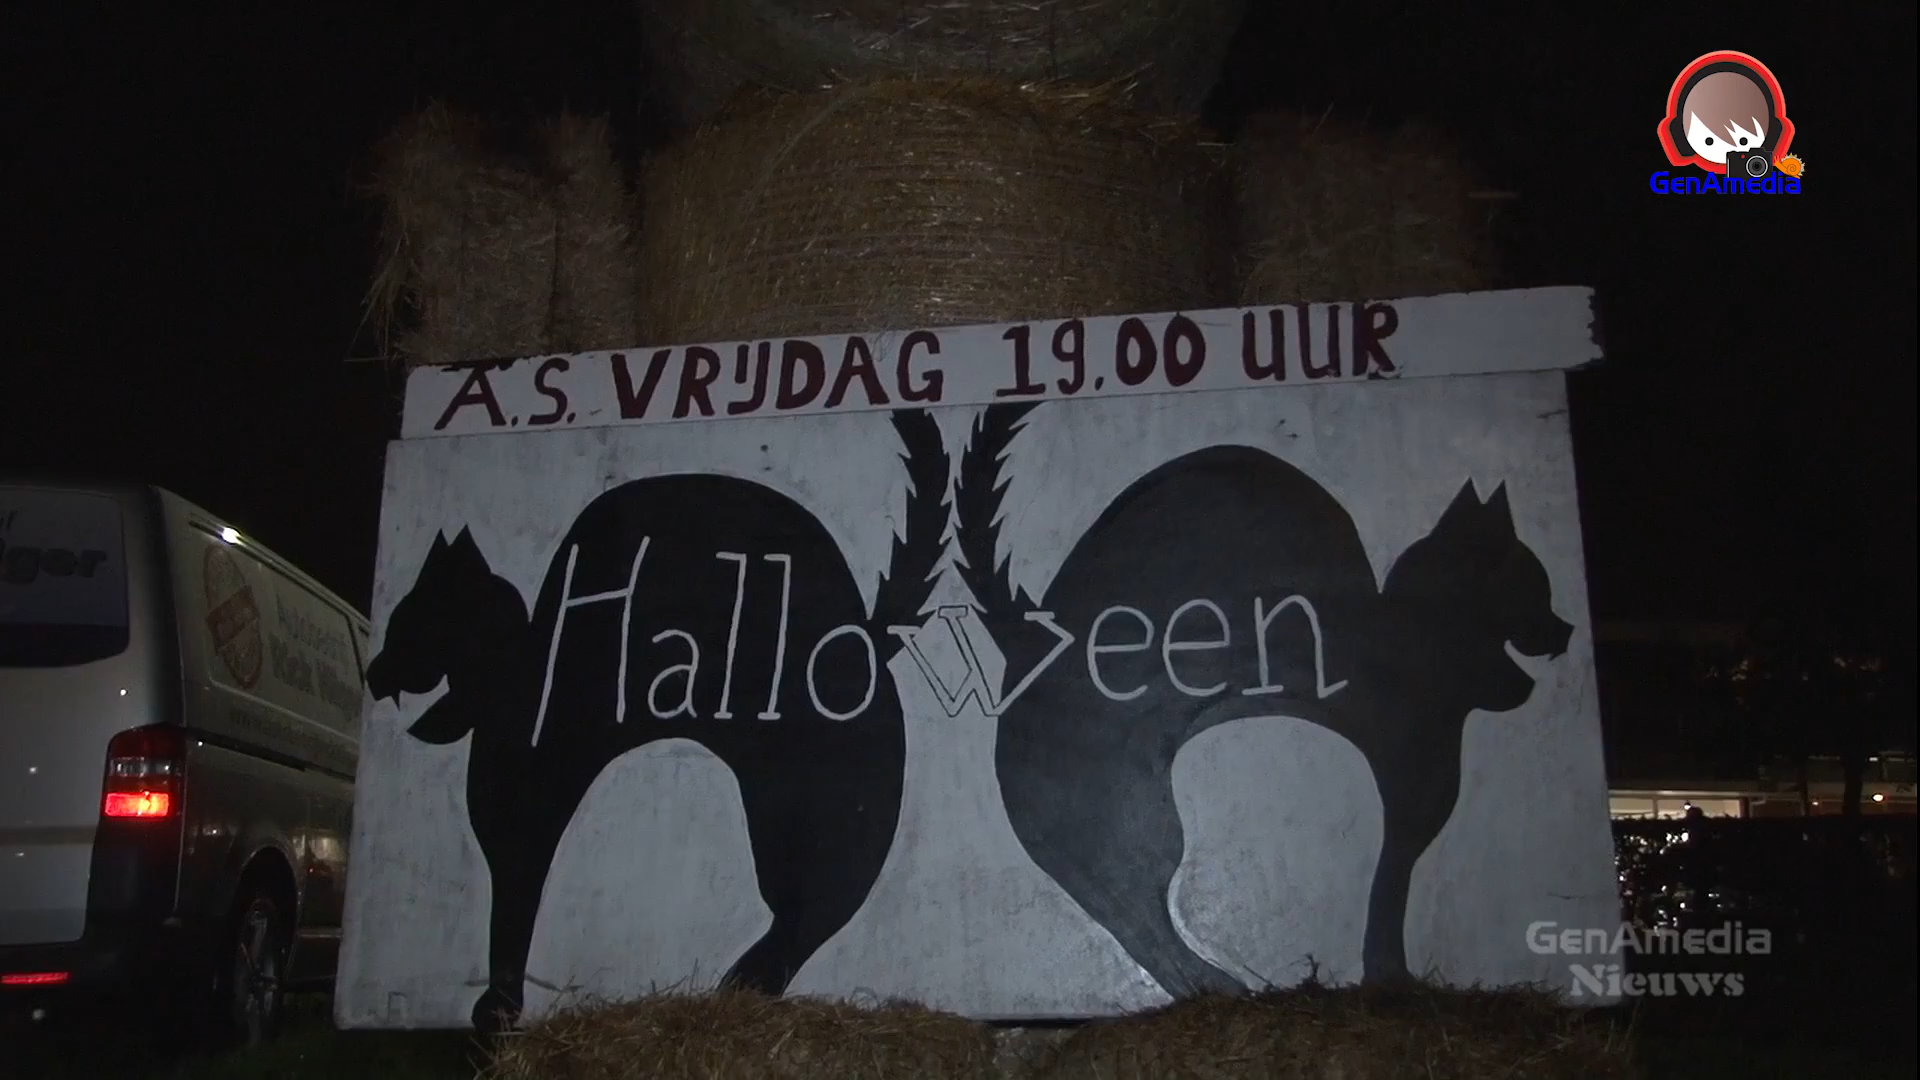 GenAmedia
A.S. VRIJDAG 19.00 UUR
Halloween
GenAmedia
Nieuws